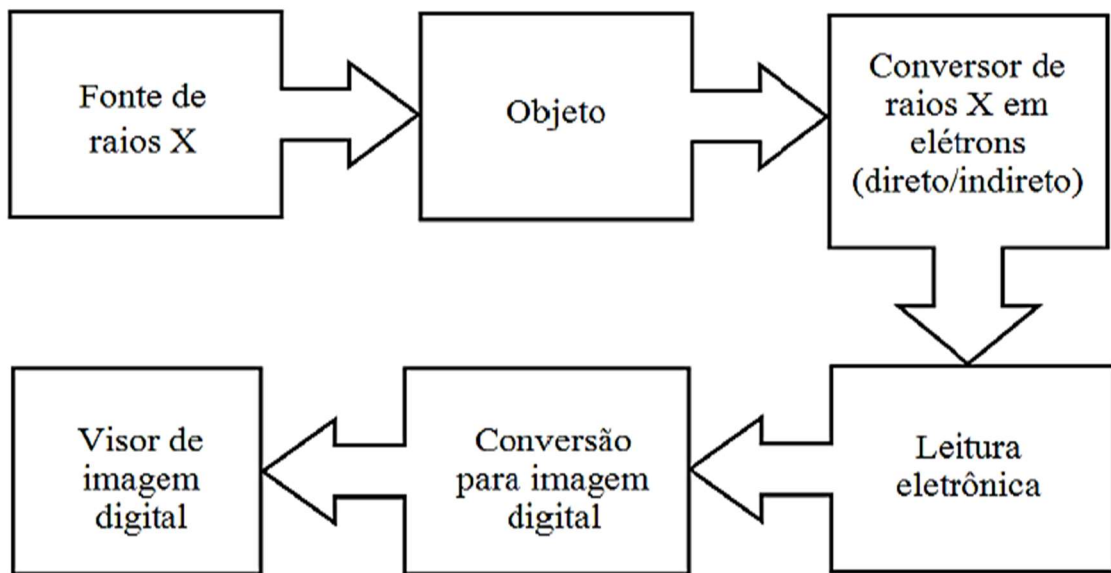 Fonte de
raios X
Objeto
Conversor de
raios X em
elétrons
(direto/indireto)
Leitura
eletrônica
Conversão
para imagem
digital
Visor de
imagem
digital